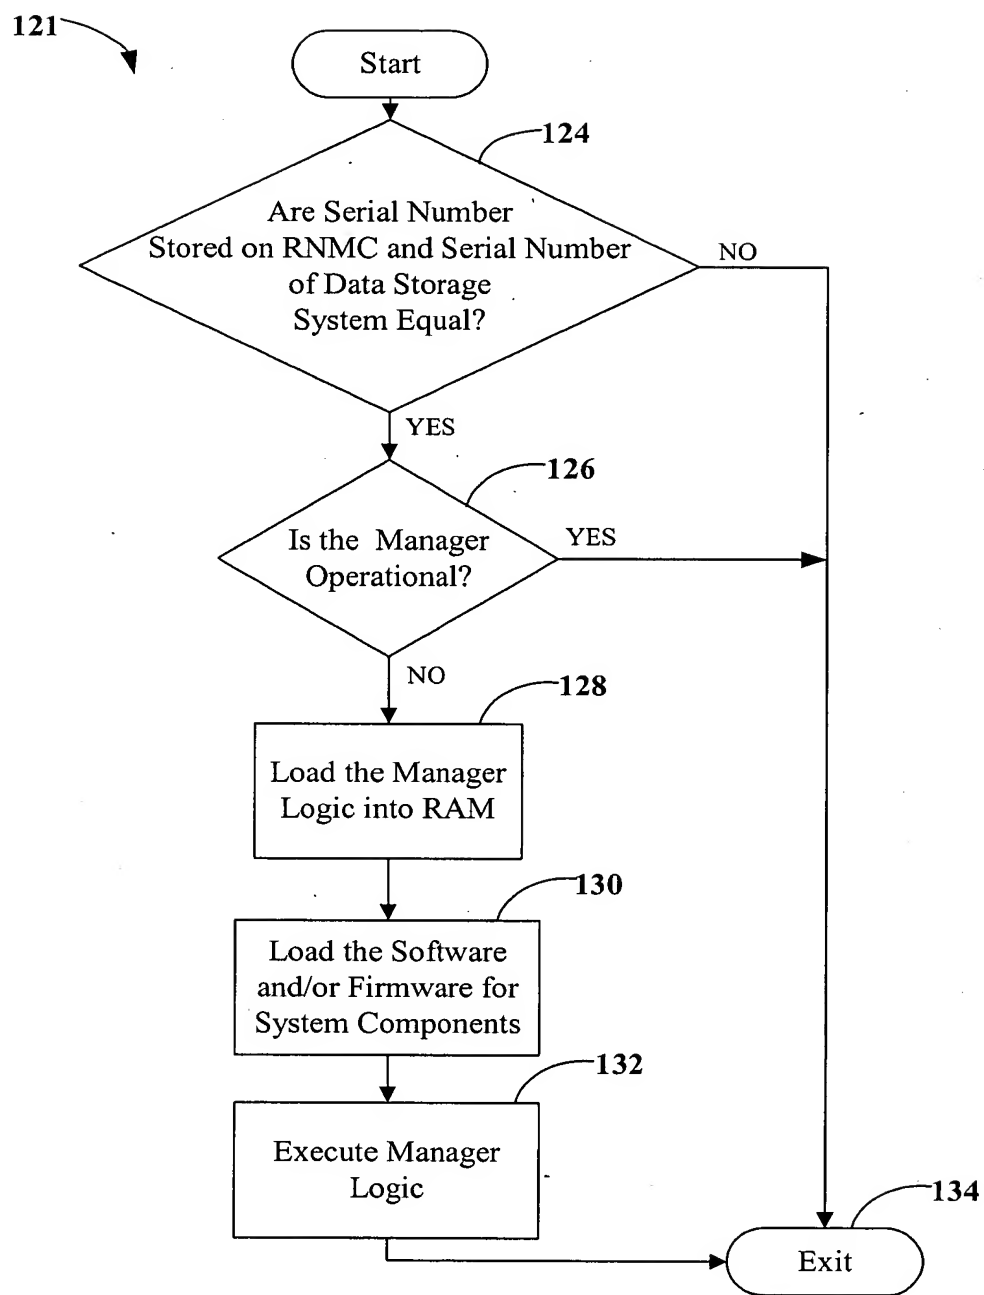 121
Start
124
Are Serial Number
Stored on RNMC and Serial Number
of Data Storage
System Equal?
NO
YES
126
Is the Manager
Operational?
YES
NO
128
Load the Manager
Logic into RAM
130
Load the Software
and/or Firmware for
System Components
132
Execute Manager
Logic
134
Exit